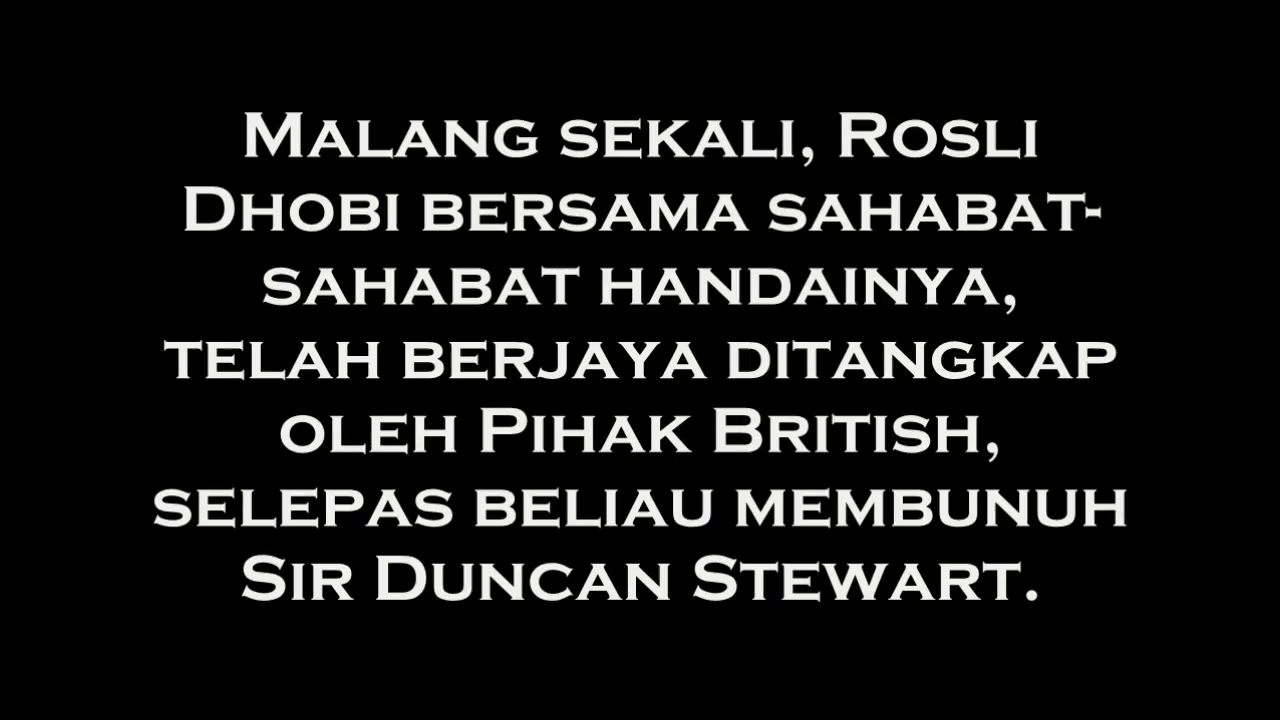 Malang sekali, Rosli
Dhobi bersama sahabat-
sahabat handainya,
telah berjaya ditangkap
oleh Pihak British,
selepas beliau membunuh
Sir Duncan Stewart.